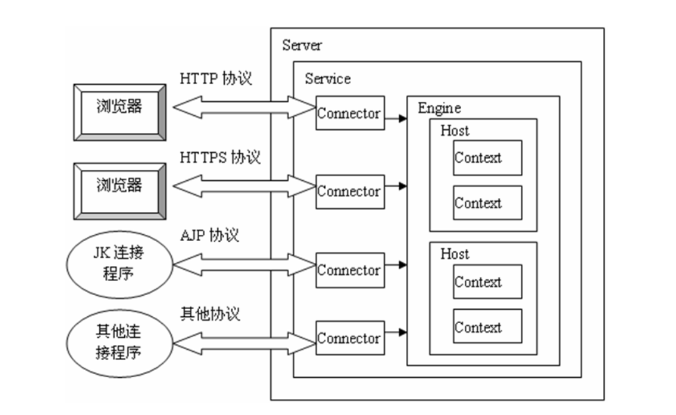 Server
Service
HTTP 协议
浏览器
Connector
Engine
Host
Context
Context
HTTPS 协议
浏览器
Connector
AJP 协议
JK 连接
程序
Connector
Host
Context
Context
其他协议
其他连
接程序
Connector